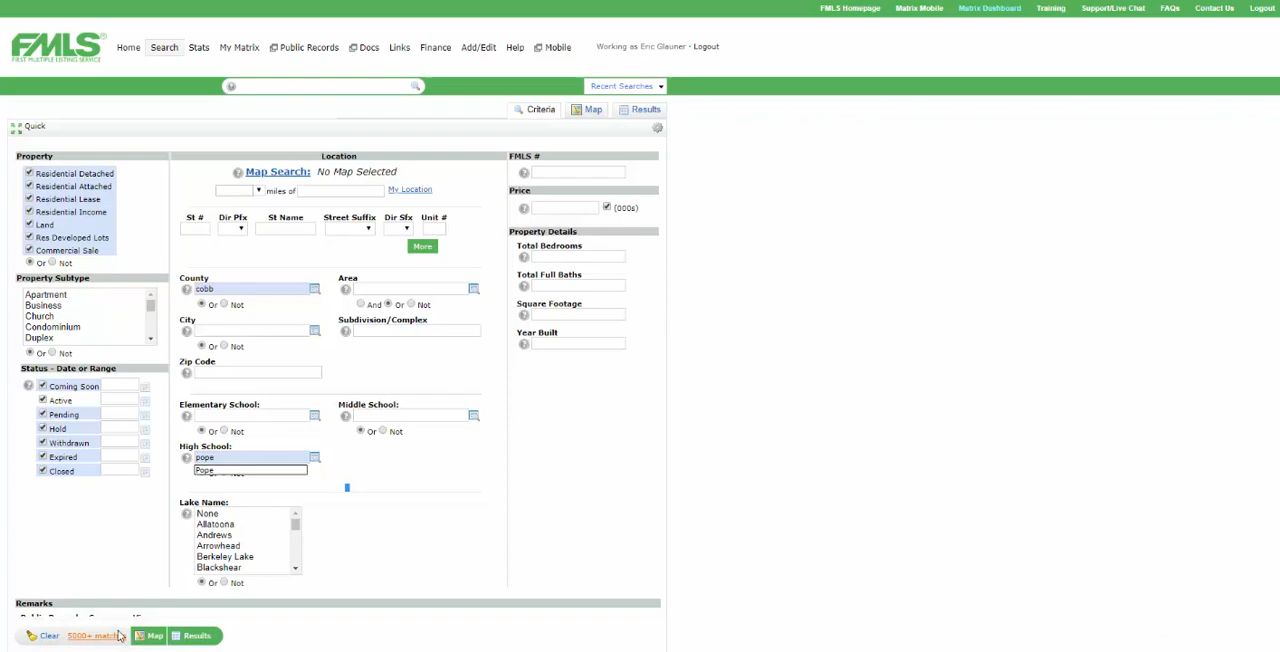 FMLS Homepage Matrix Mobile Matrix Dashboard Training Support/Live Chat FAQs Contact Us Logout
FMLS
FIRST MULTIPLE LISTING SERVICE
Home Search Stats My Matrix Public Records Docs Links Finance Add/Edit Help Mobile Working as Eric Glauner - Logout
Recent Searches
Criteria Map Results
Quick
Property Location FMLS #
Residential Detached
Residential Attached
Residential Lease
Residential Income
Land
Res Developed Lots
Commercial Sale
Or Not
Property Subtype
Apartment
Business
Church
Condominium
Duplex
Or Not
Status - Date or Range
Coming Soon
Active
Pending
Hold
Withdrawn
Expired
Closed
Map Search: No Map Selected
miles of My Location
St # Dir Pfx St Name Street Suffix Dir Sfx Unit #
More
County Area
cobb
Or Not And Or Not
City Subdivision/Complex
Or Not
Zip Code
Elementary School: Middle School:
Or Not Or Not
High School:
pope
Pope
Lake Name:
None
Allatoona
Andrews
Arrowhead
Berkeley Lake
Blackshear
Or Not
Price
(000s)
Property Details
Total Bedrooms
Total Full Baths
Square Footage
Year Built
Remarks
Clear 5000+ match Map Results